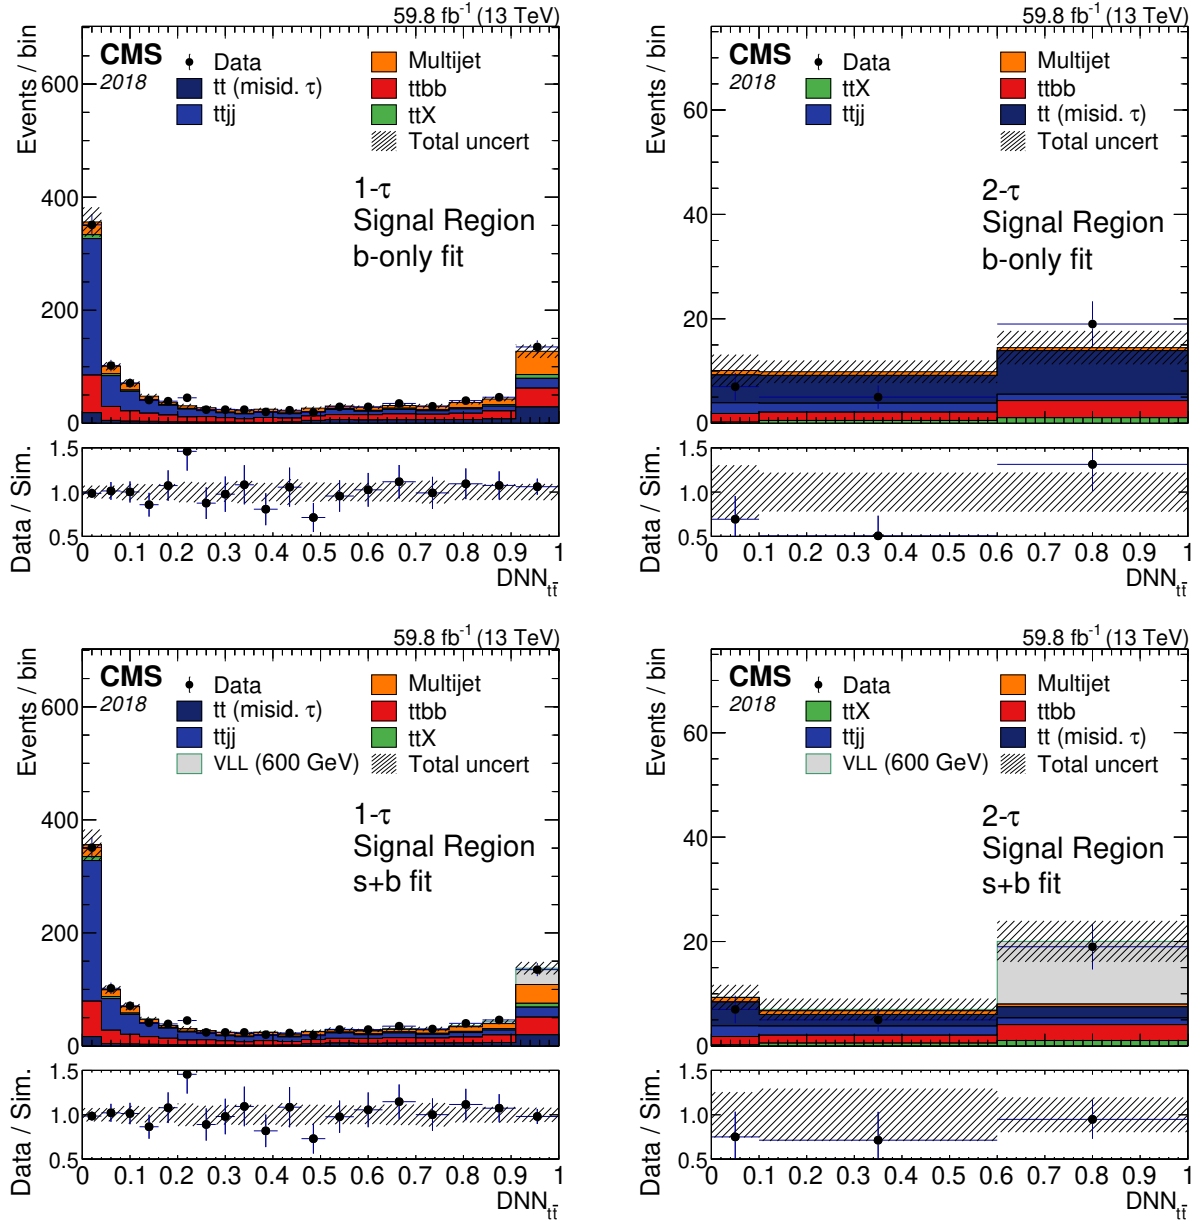 59.8 fb⁻¹ (13 TeV)
Events / bin
CMS
2018
Data
tt (misid. τ)
ttjj
Multijet
ttbb
ttX
Total uncert
1-τ
Signal Region
b-only fit
600
400
200
0
Data / Sim.
1.5
1.0
0.5
0 0.1 0.2 0.3 0.4 0.5 0.6 0.7 0.8 0.9 1
DNN_tt̄
59.8 fb⁻¹ (13 TeV)
Events / bin
CMS
2018
Data
ttX
ttjj
Multijet
ttbb
tt (misid. τ)
Total uncert
2-τ
Signal Region
b-only fit
60
40
20
0
Data / Sim.
1.5
1.0
0.5
0 0.1 0.2 0.3 0.4 0.5 0.6 0.7 0.8 0.9 1
DNN_tt̄
59.8 fb⁻¹ (13 TeV)
Events / bin
CMS
2018
Data
tt (misid. τ)
ttjj
VLL (600 GeV)
Multijet
ttbb
ttX
Total uncert
1-τ
Signal Region
s+b fit
600
400
200
0
Data / Sim.
1.5
1.0
0.5
0 0.1 0.2 0.3 0.4 0.5 0.6 0.7 0.8 0.9 1
DNN_tt̄
59.8 fb⁻¹ (13 TeV)
Events / bin
CMS
2018
Data
ttX
ttjj
VLL (600 GeV)
Multijet
ttbb
tt (misid. τ)
Total uncert
2-τ
Signal Region
s+b fit
60
40
20
0
Data / Sim.
1.5
1.0
0.5
0 0.1 0.2 0.3 0.4 0.5 0.6 0.7 0.8 0.9 1
DNN_tt̄